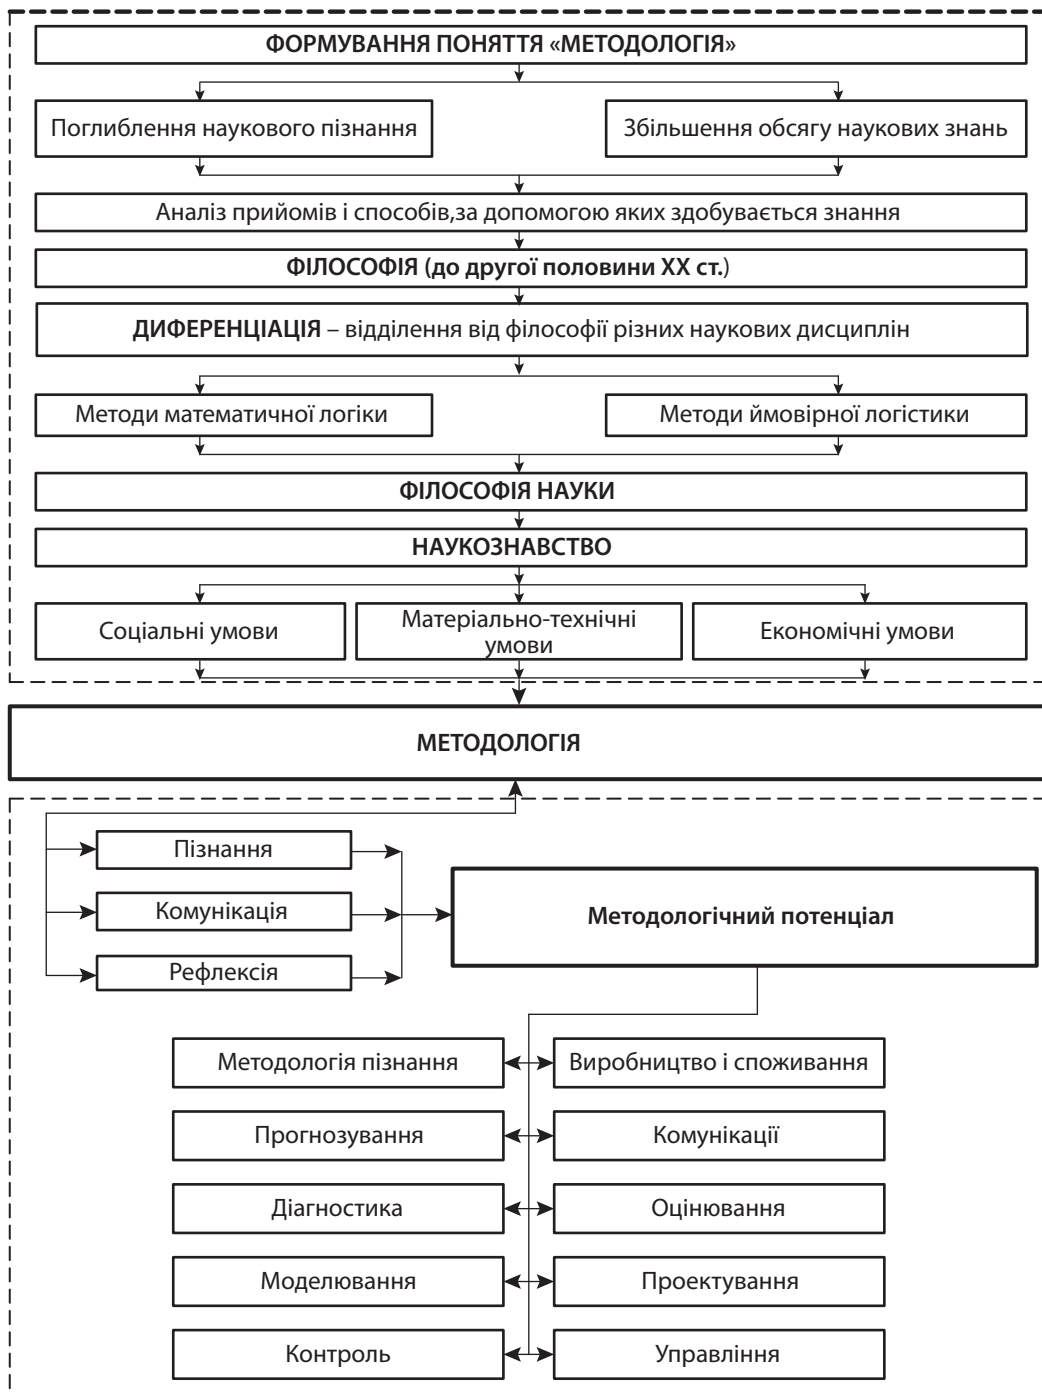 ФОРМУВАННЯ ПОНЯТТЯ «МЕТОДОЛОГІЯ»
Поглиблення наукового пізнання
Збільшення обсягу наукових знань
Аналіз прийомів і способів,за допомогою яких здобувається знання
ФІЛОСОФІЯ (до другої половини ХХ ст.)
ДИФЕРЕНЦІАЦІЯ – відділення від філософії різних наукових дисциплін
Методи математичної логіки
Методи ймовірної логістики
ФІЛОСОФІЯ НАУКИ
НАУКОЗНАВСТВО
Соціальні умови
Матеріально-технічні
умови
Економічні умови
МЕТОДОЛОГІЯ
Пізнання
Комунікація
Рефлексія
Методологічний потенціал
Методологія пізнання
Виробництво і споживання
Прогнозування
Комунікації
Діагностика
Оцінювання
Моделювання
Проектування
Контроль
Управління